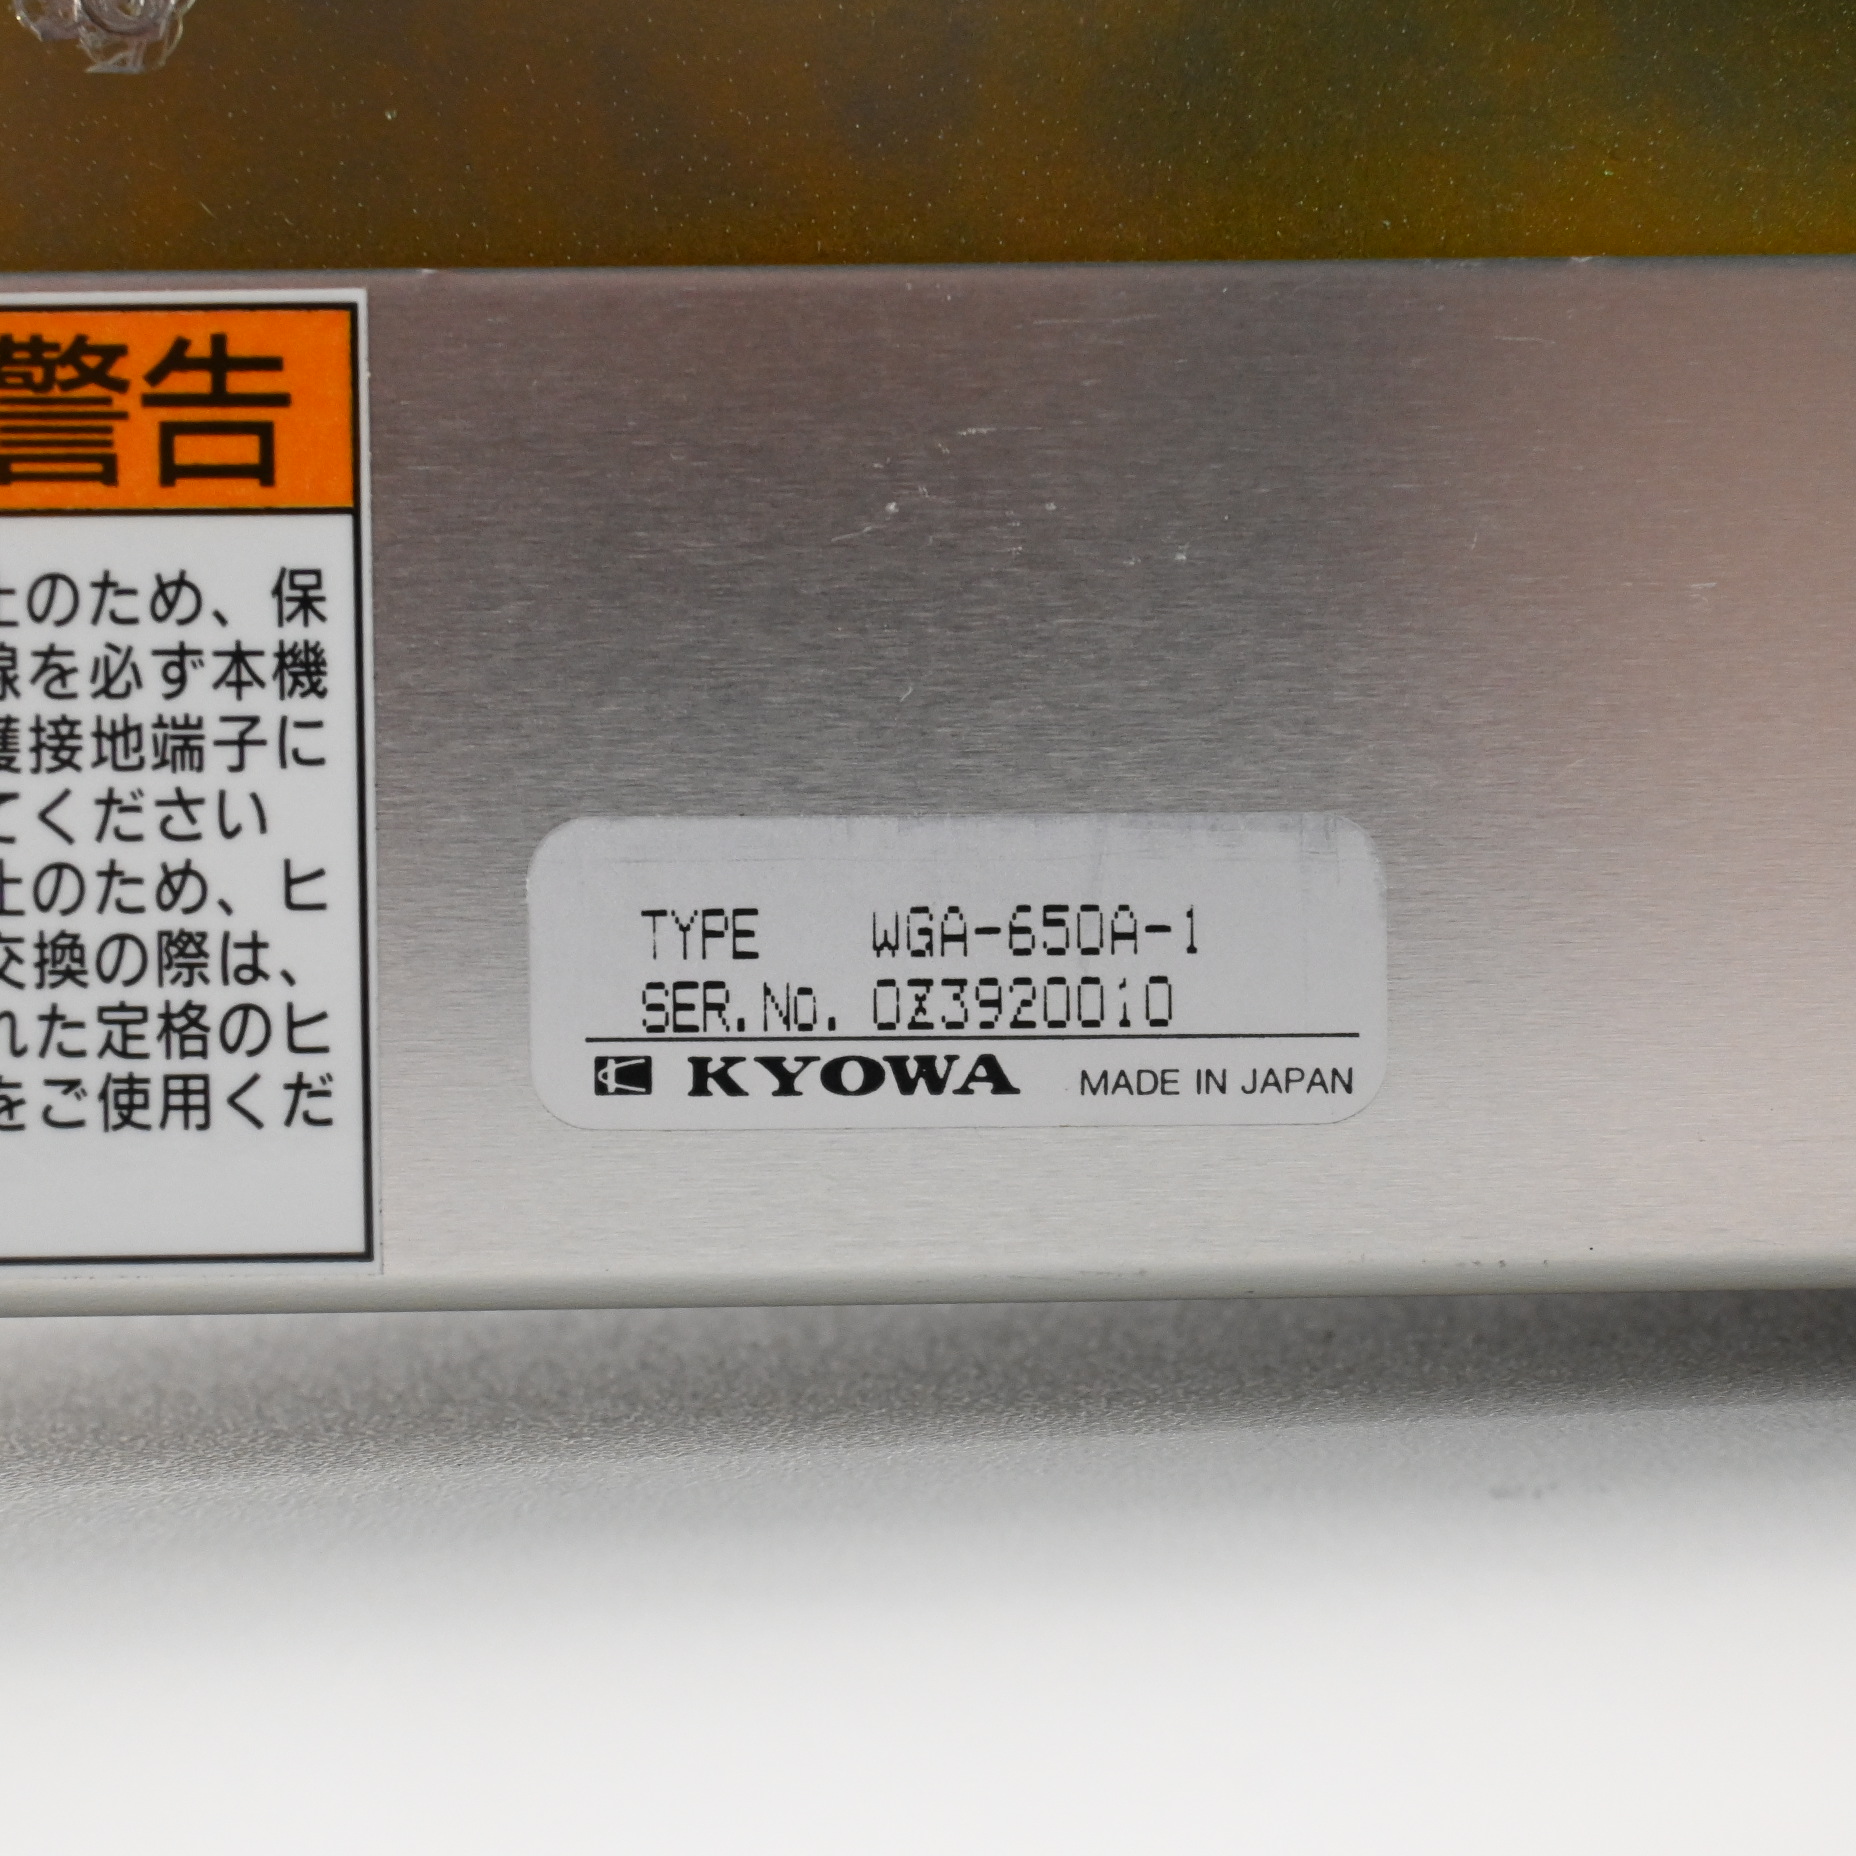 警告
止のため、保
線を必ず本機
護接地端子に
てください
止のため、ヒ
交換の際は、
れた定格のヒ
をご使用くだ
TYPE WGA-650A-1
SER.No. 0Z3920010
KYOWA MADE IN JAPAN